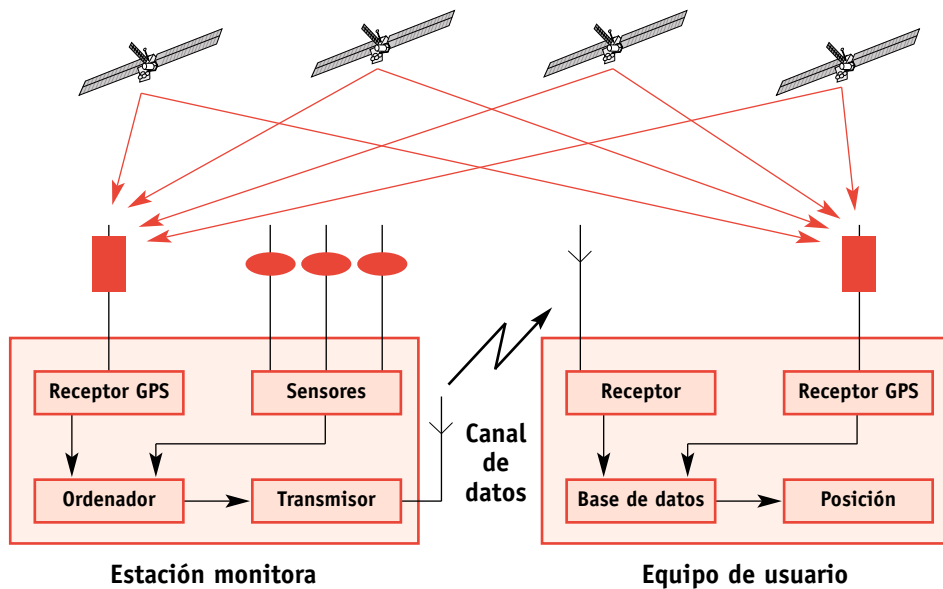 Receptor GPS
Sensores
Ordenador
Transmisor
Canal
de
datos
Receptor
Receptor GPS
Base de datos
Posición
Estación monitora
Equipo de usuario